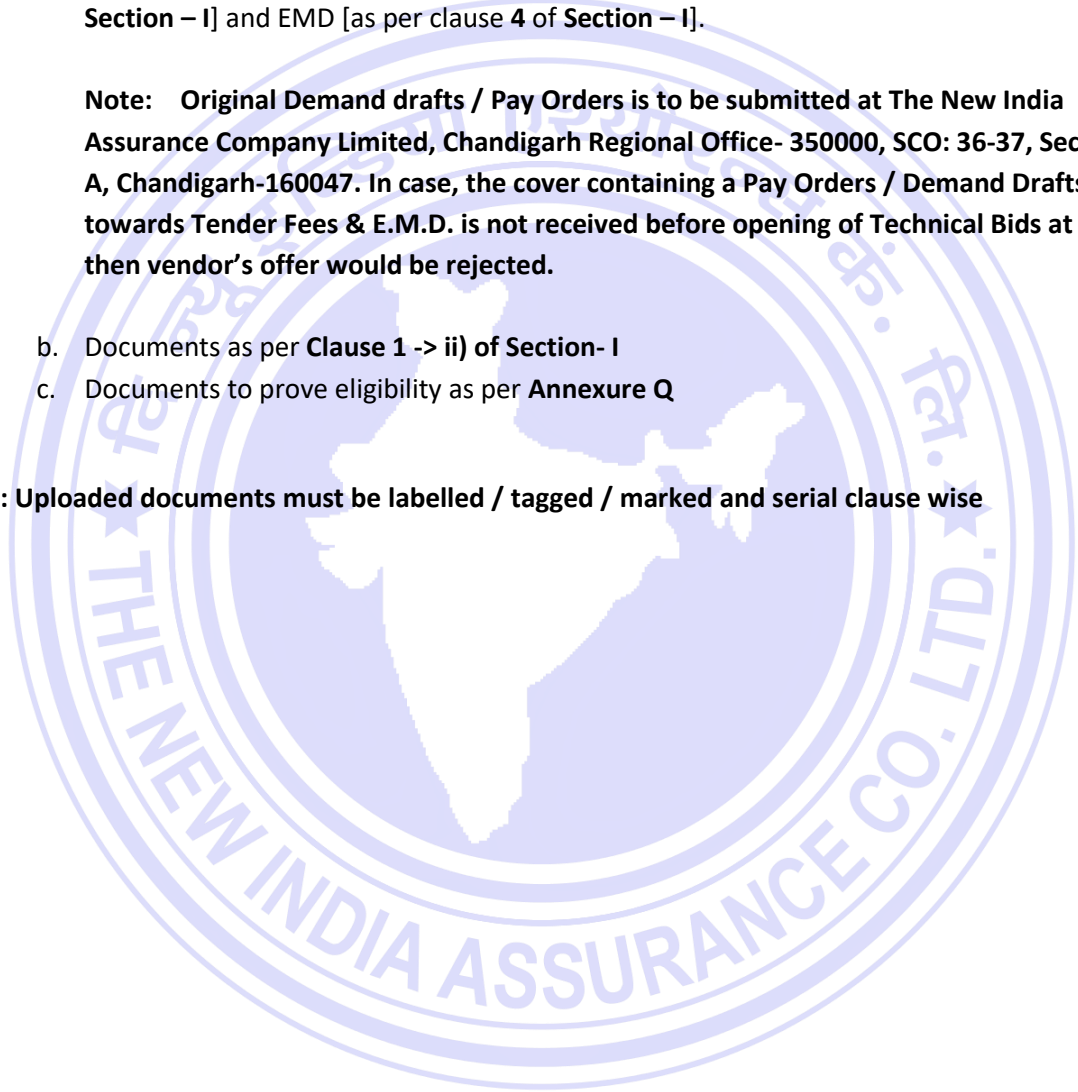 Section – I] and EMD [as per clause 4 of Section – I].
Note: Original Demand drafts / Pay Orders is to be submitted at The New India
Assurance Company Limited, Chandigarh Regional Office- 350000, SCO: 36-37, Sec
A, Chandigarh-160047. In case, the cover containing a Pay Orders / Demand Drafts
towards Tender Fees & E.M.D. is not received before opening of Technical Bids at
then vendor’s offer would be rejected.
b. Documents as per Clause 1 -> ii) of Section- I
c. Documents to prove eligibility as per Annexure Q
: Uploaded documents must be labelled / tagged / marked and serial clause wise
दि न्यू इन्डिया एश्योरेन्स कं. लि.
THE NEW INDIA ASSURANCE CO. LTD.